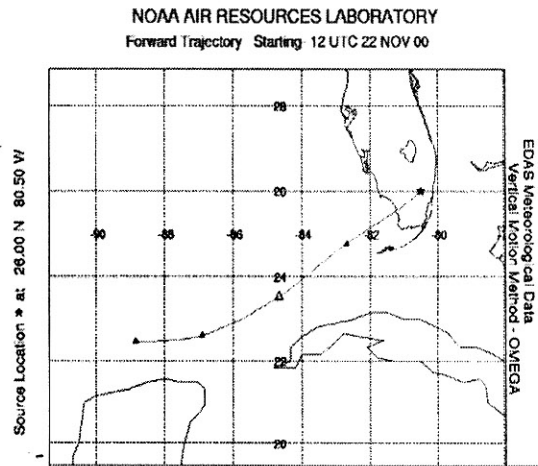 NOAA AIR RESOURCES LABORATORY
Forward Trajectory Starting 12 UTC 22 NOV 00
Source Location * at 26.00 N 80.50 W
28
26
-90
-88
-86
-84
-82
-80
24
22
20
EDAS Meteorological Data
Vertical Motion Method - OMEGA